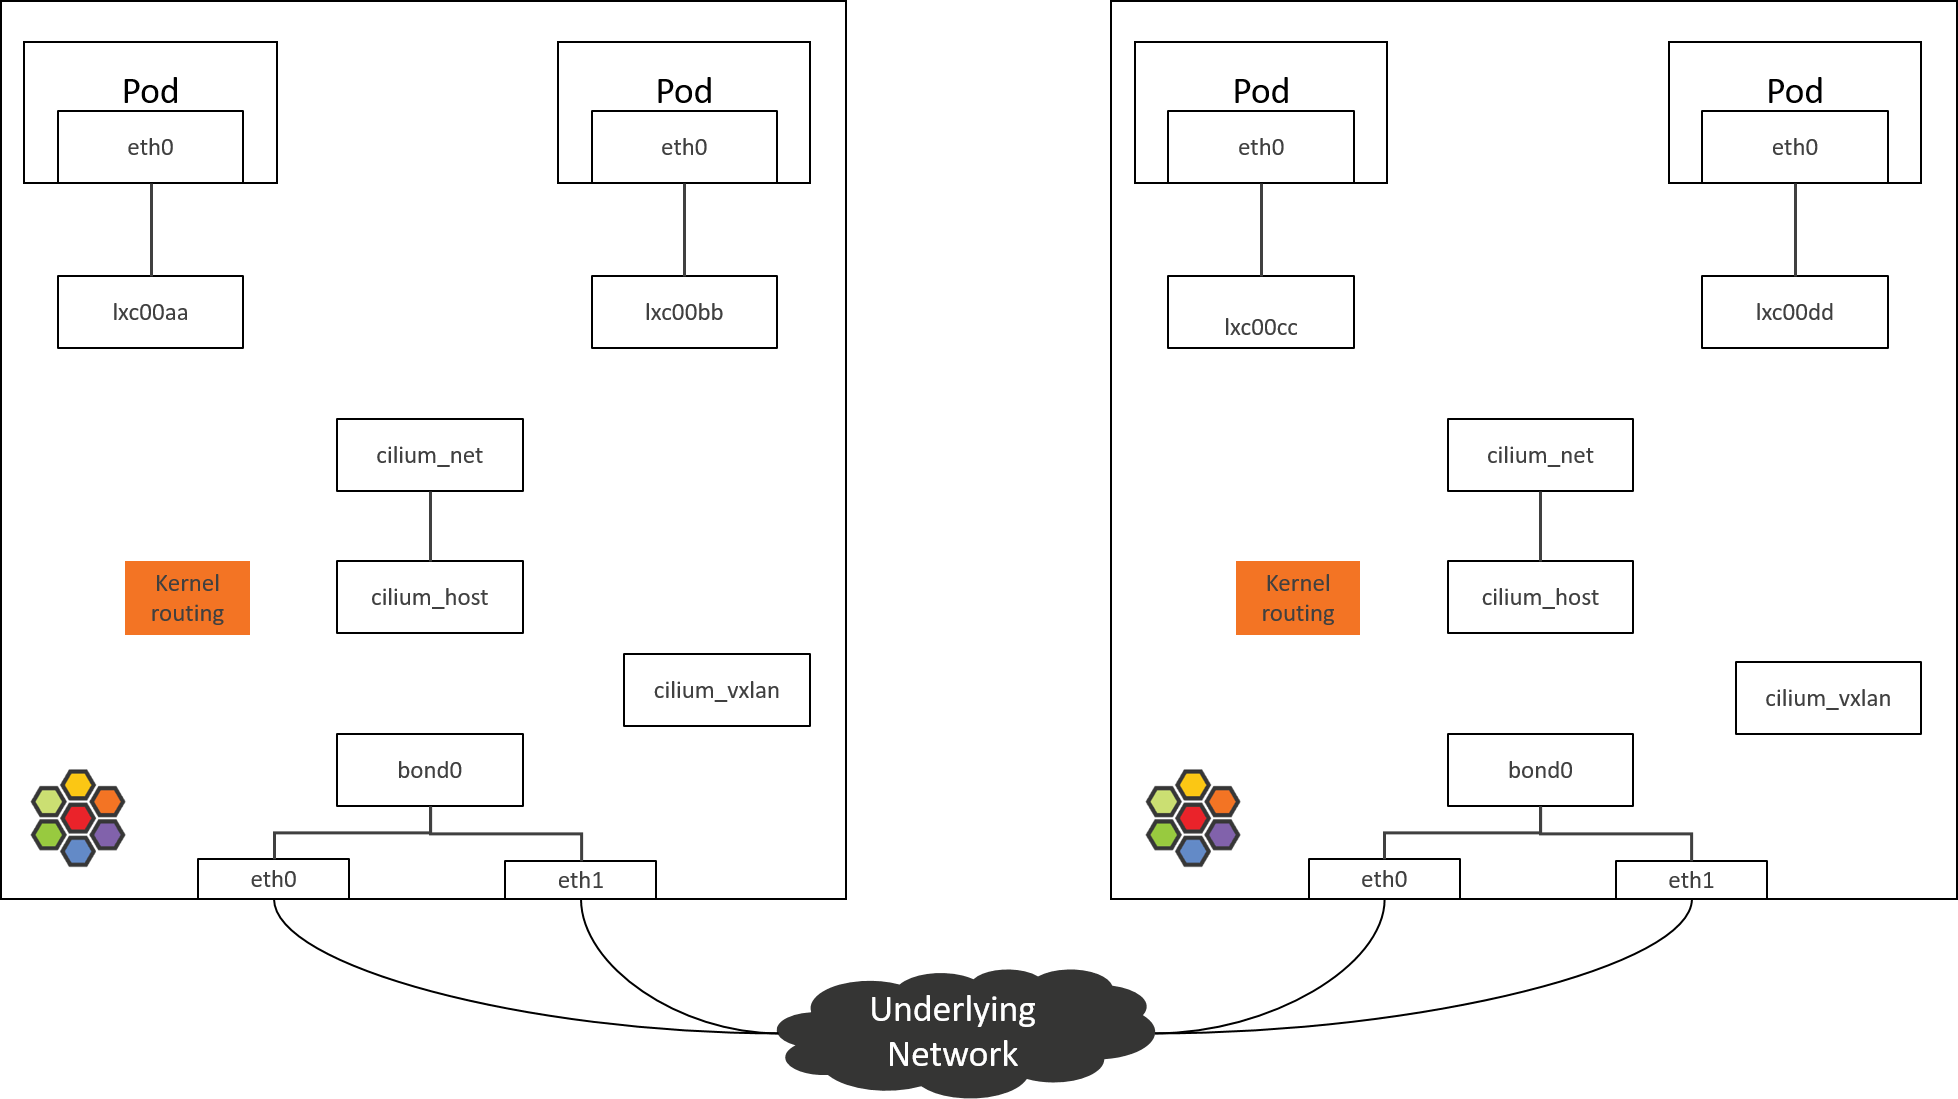 Pod
eth0
lxc00aa
Pod
eth0
lxc00bb
cilium_net
Kernel
routing
cilium_host
cilium_vxlan
bond0
eth0
eth1
Pod
eth0
lxc00cc
Pod
eth0
lxc00dd
cilium_net
Kernel
routing
cilium_host
cilium_vxlan
bond0
eth0
eth1
Underlying
Network